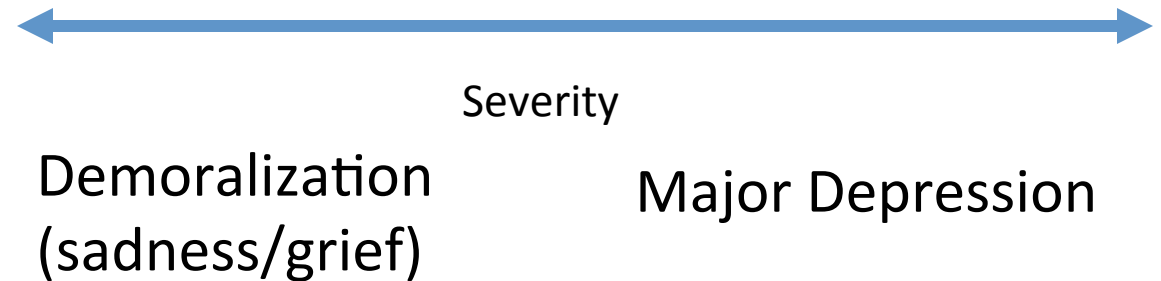 Severity
Demoralization
(sadness/grief)
Major Depression